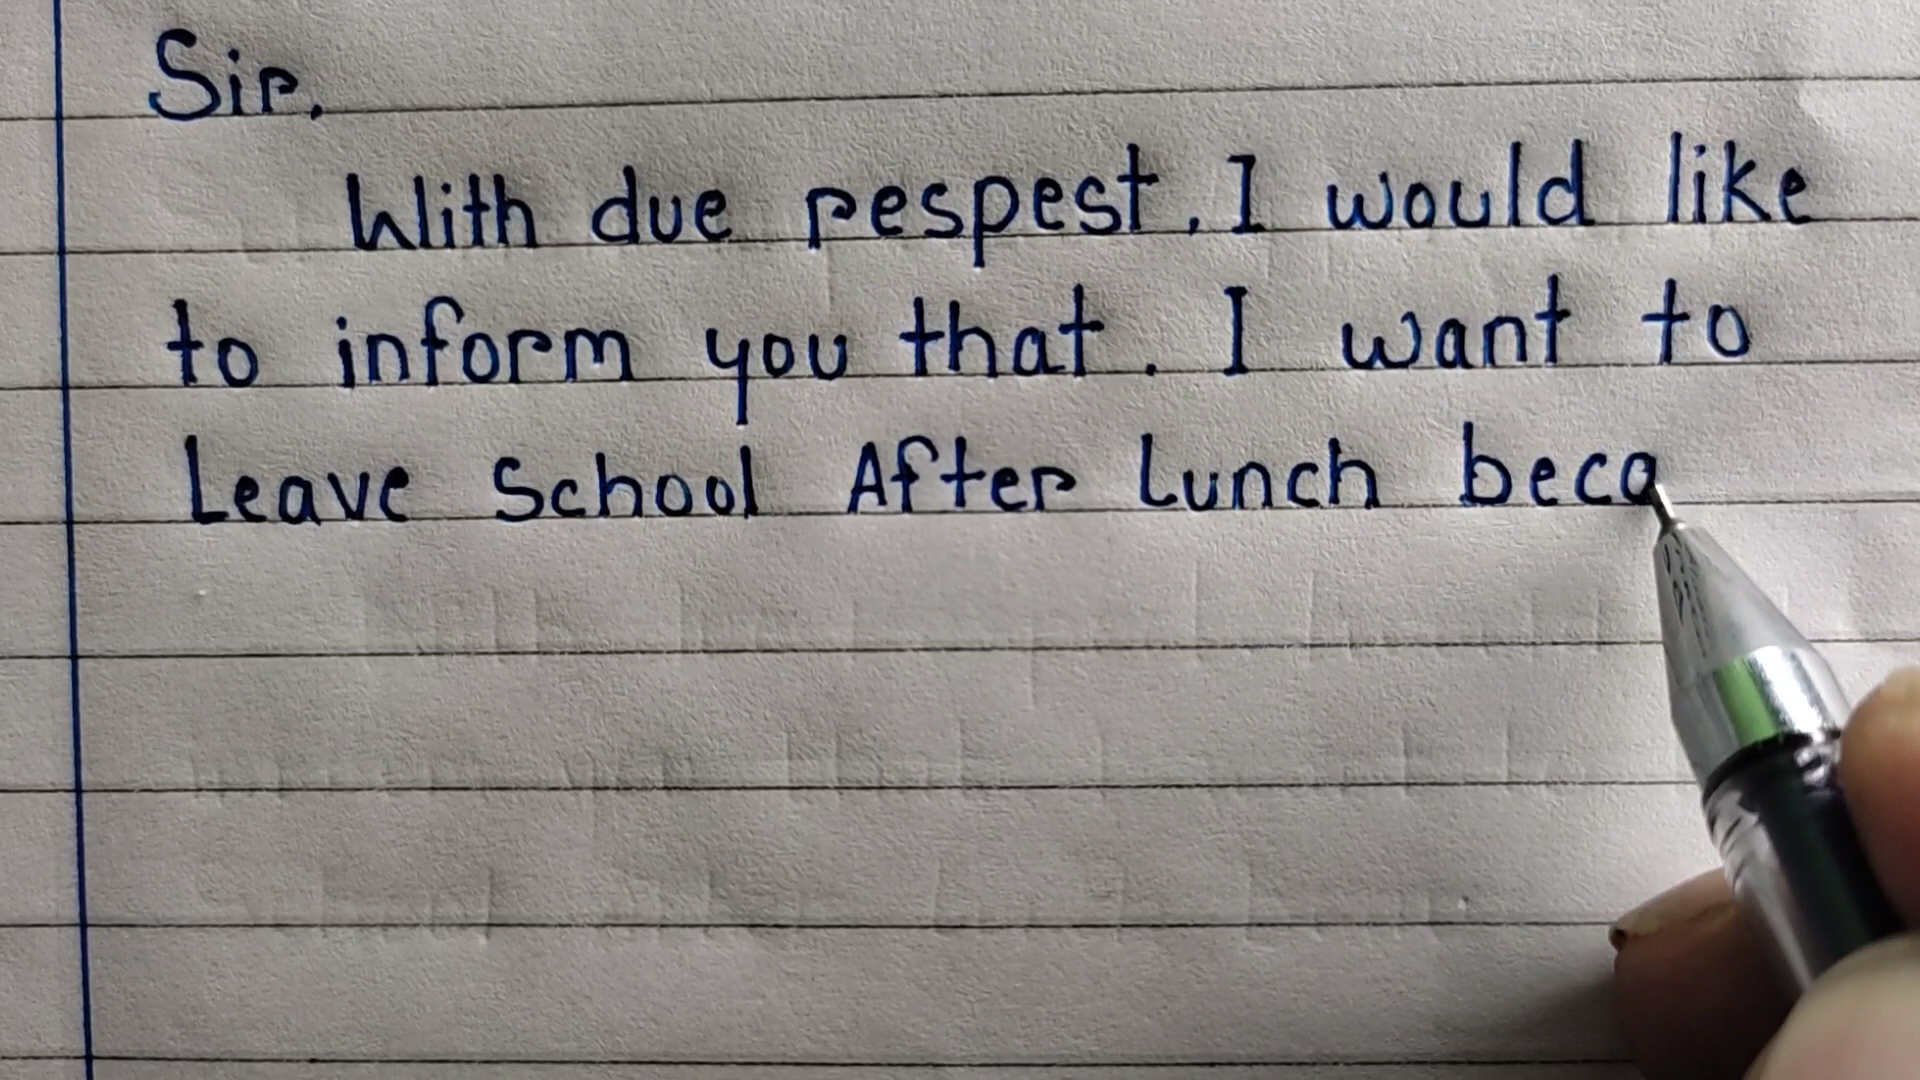 Sir,
With due respest, I would like
to inform you that. I want to
Leave School After Lunch beca